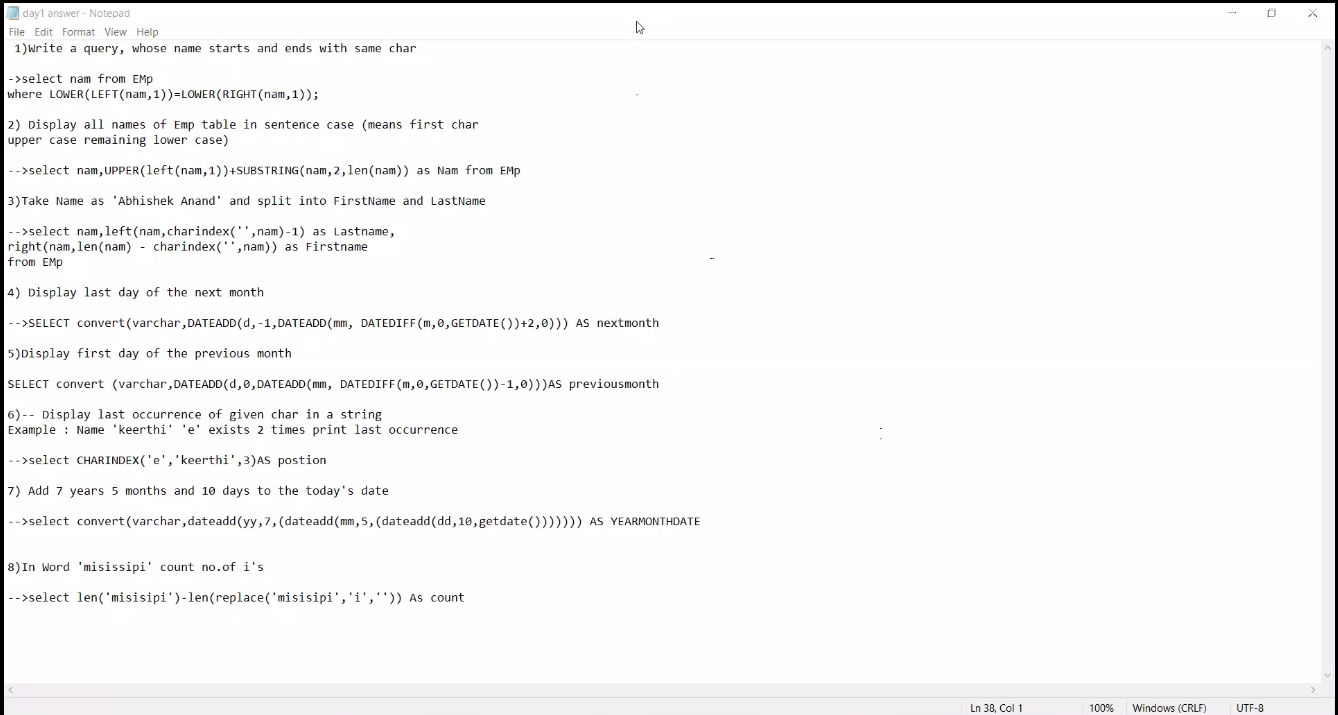 day1 answer - Notepad
File Edit Format View Help
1)Write a query, whose name starts and ends with same char
->select nam from EMp
where LOWER(LEFT(nam,1))=LOWER(RIGHT(nam,1));
2) Display all names of Emp table in sentence case (means first char
upper case remaining lower case)
-->select nam,UPPER(left(nam,1))+SUBSTRING(nam,2,len(nam)) as Nam from EMp
3)Take Name as 'Abhishek Anand' and split into FirstName and LastName
-->select nam,left(nam,charindex('',nam)-1) as Lastname,
right(nam,len(nam) - charindex('',nam)) as Firstname
from EMp
4) Display last day of the next month
-->SELECT convert(varchar,DATEADD(d,-1,DATEADD(mm, DATEDIFF(m,0,GETDATE())+2,0))) AS nextmonth
5)Display first day of the previous month
SELECT convert (varchar,DATEADD(d,0,DATEADD(mm, DATEDIFF(m,0,GETDATE())-1,0)))AS previousmonth
6)-- Display last occurrence of given char in a string
Example : Name 'keerthi' 'e' exists 2 times print last occurrence
-->select CHARINDEX('e','keerthi',3)AS postion
7) Add 7 years 5 months and 10 days to the today's date
-->select convert(varchar,dateadd(yy,7,(dateadd(mm,5,(dateadd(dd,10,getdate())))))) AS YEARMONTHDATE
8)In Word 'misissipi' count no.of i's
-->select len('misisipi')-len(replace('misisipi','i','')) As count
Ln 38, Col 1 100% Windows (CRLF) UTF-8